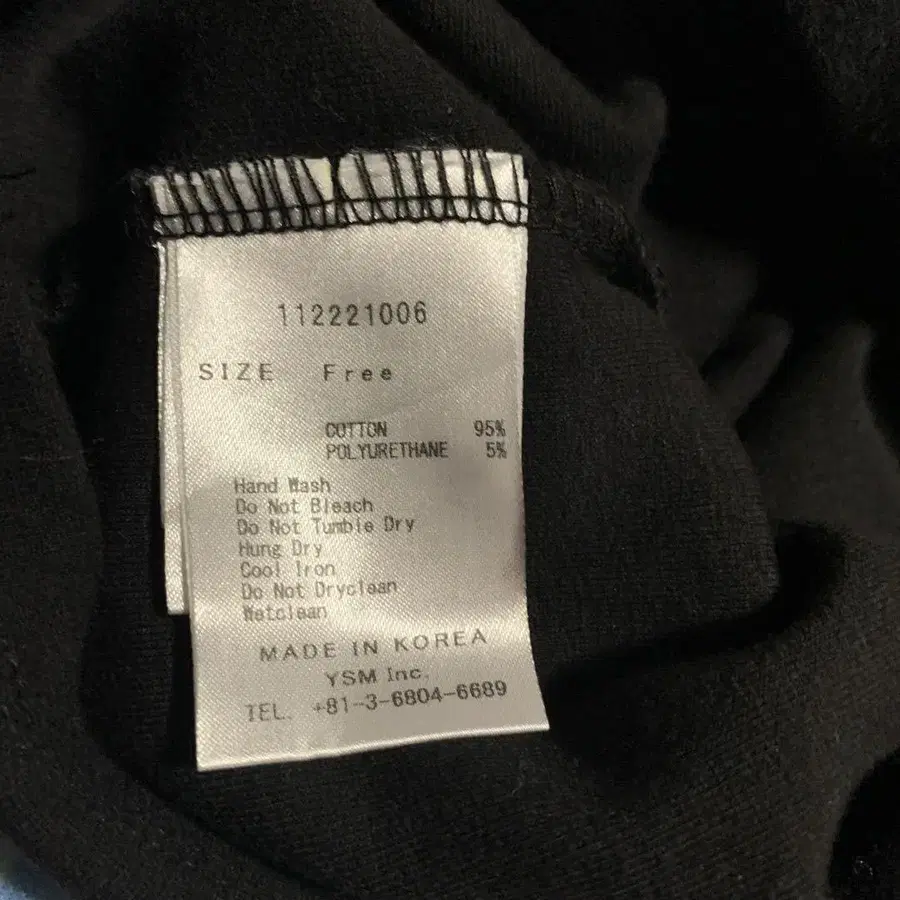 112221006
SIZE Free
COTTON 95%
POLYURETHANE 5%
Hand Wash
Do Not Bleach
Do Not Tumble Dry
Hung Dry
Cool Iron
Do Not Dryclean
Wetclean
MADE IN KOREA
YSM Inc.
TEL. +81-3-6804-6689